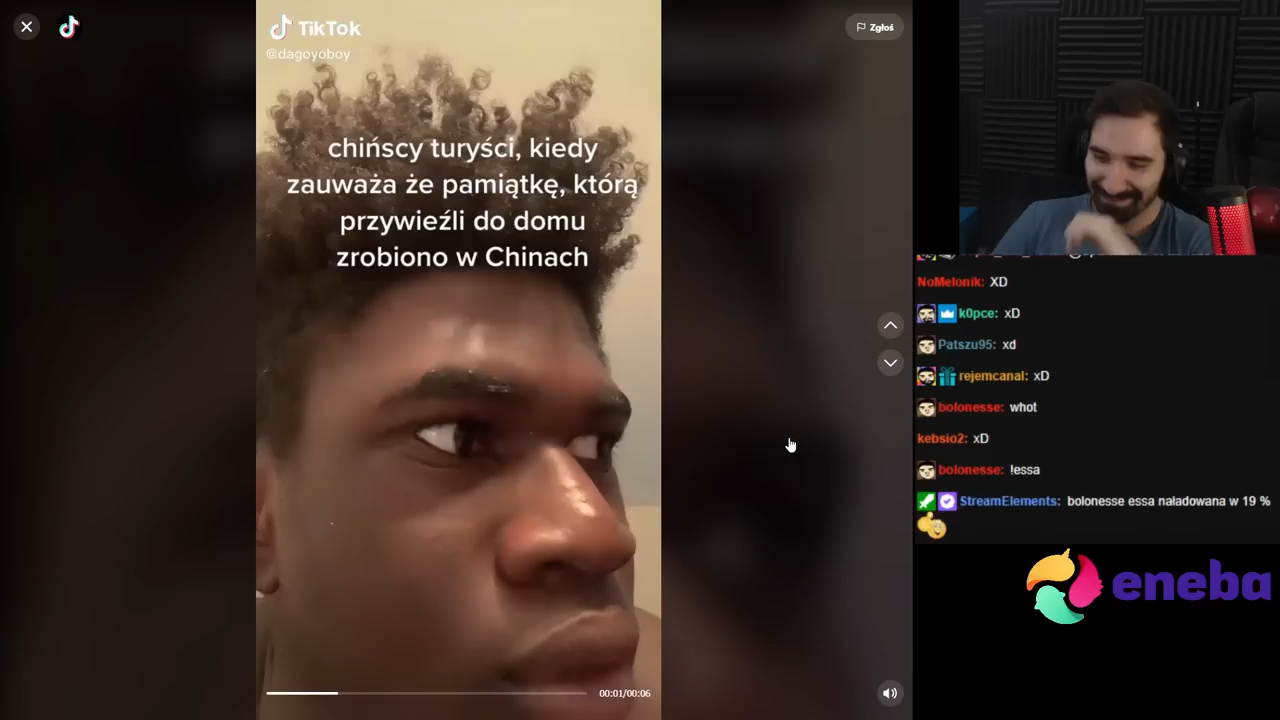 TikTok
@dagoyoboy
Zgłoś
chińscy turyści, kiedy
zauważa że pamiątkę, którą
przywieźli do domu
zrobiono w Chinach
00:01/00:06
NoMelonik: XD
k0pce: xD
Patszu95: xd
rejemcanal: xD
bolonesse: whot
kebsio2: xD
bolonesse: !essa
StreamElements: bolonesse essa naładowana w 19 %
eneba